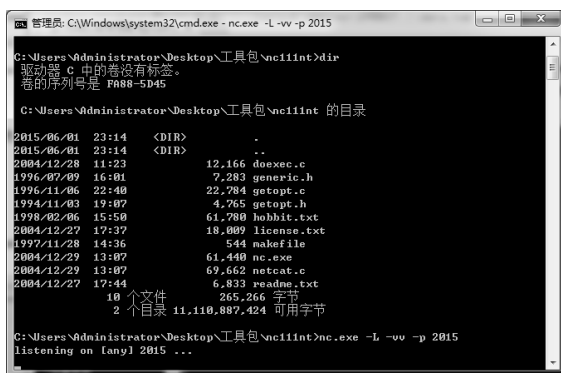 管理员: C:\Windows\system32\cmd.exe - nc.exe -L -vv -p 2015
C:\Users\Administrator\Desktop\工具包\nc111nt>dir
驱动器 C 中的卷没有标签。
卷的序列号是 FA88-5D45
C:\Users\Administrator\Desktop\工具包\nc111nt 的目录
2015/06/01 23:14 <DIR> .
2015/06/01 23:14 <DIR> ..
2004/12/28 11:23 12,166 doexec.c
1996/07/09 16:01 7,283 generic.h
1996/11/06 22:40 22,784 getopt.c
1994/11/03 19:07 4,765 getopt.h
1998/02/06 15:50 61,780 hobbit.txt
2004/12/27 17:37 18,009 license.txt
1997/11/28 14:36 544 makefile
2004/12/29 13:07 61,440 nc.exe
2004/12/29 13:07 69,662 netcat.c
2004/12/27 17:44 6,833 readme.txt
10 个文件 265,266 字节
2 个目录 11,110,887,424 可用字节
C:\Users\Administrator\Desktop\工具包\nc111nt>nc.exe -L -vv -p 2015
listening on [any] 2015 ...